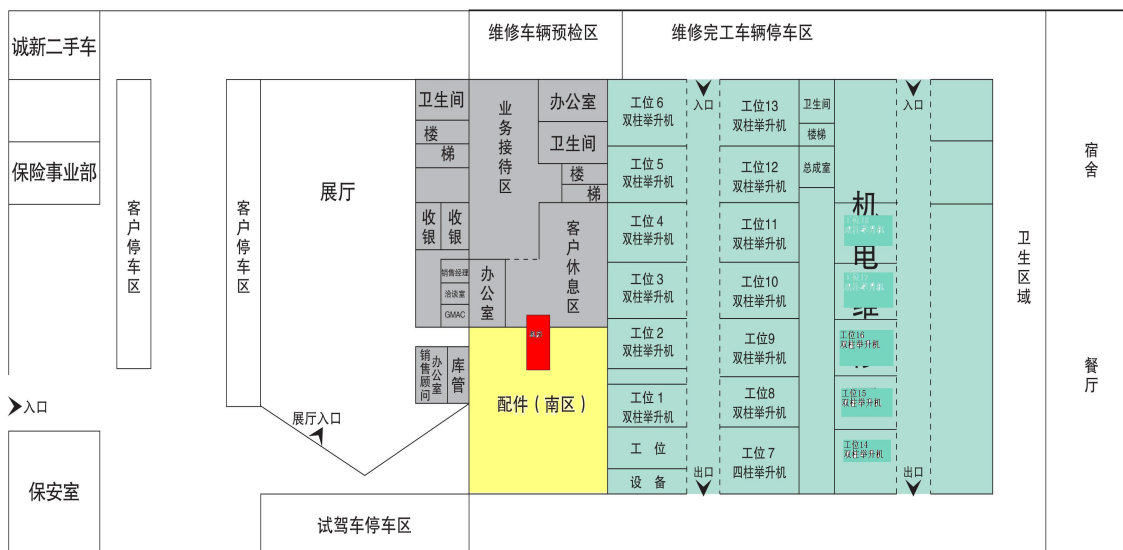 诚新二手车
维修车辆预检区
维修完工车辆停车区
保险事业部
客户停车区
客户停车区
展厅
卫生间
楼
梯
收银
收银
销售经理
洽谈室
GMAC
办公室
业务接待区
办公室
卫生间
楼
梯
客户休息区
销售顾问
办公室
库管
配件（南区）
展厅入口
入口
保安室
试驾车停车区
工位 6
双柱举升机
工位 5
双柱举升机
工位 4
双柱举升机
工位 3
双柱举升机
工位 2
双柱举升机
工位 1
双柱举升机
工 位
设 备
入口
出口
工位13
双柱举升机
工位12
双柱举升机
工位11
双柱举升机
工位10
双柱举升机
工位9
双柱举升机
工位8
双柱举升机
工位 7
四柱举升机
卫生间
楼梯
总成室
机电维
工位16
双柱举升机
工位15
双柱举升机
工位14
双柱举升机
入口
出口
卫生区域
宿舍
餐厅